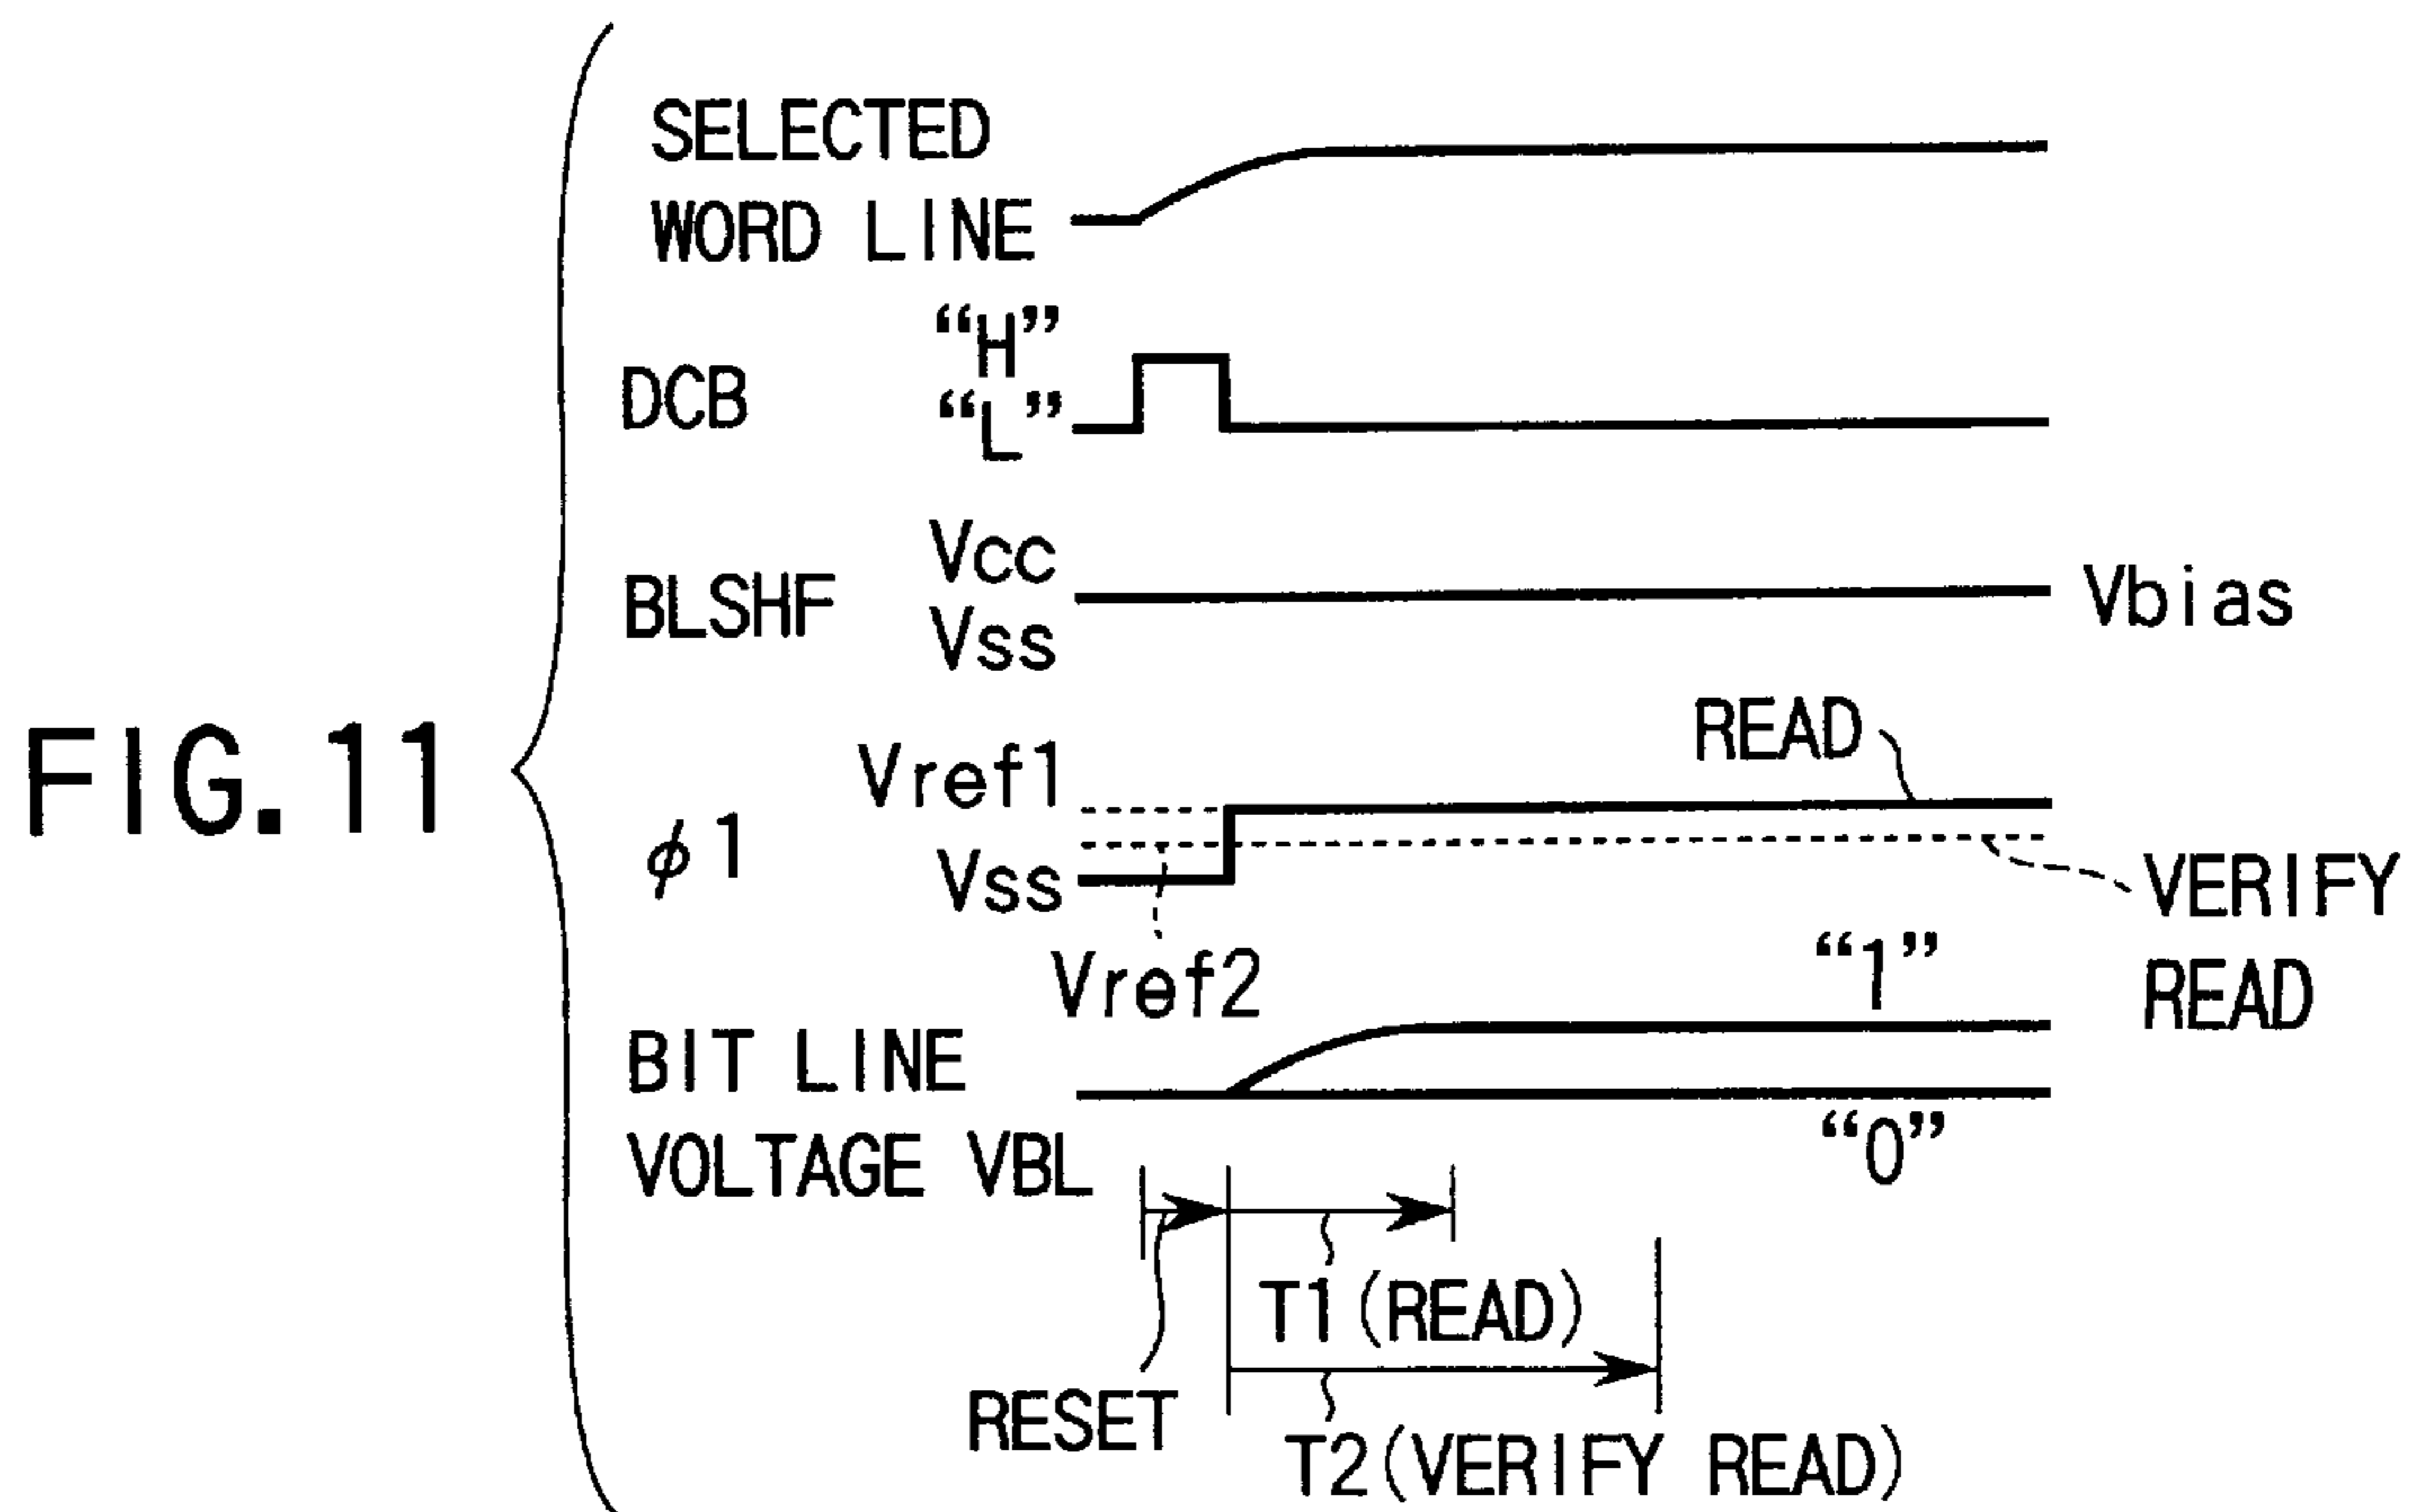 FIG. 11
SELECTED
WORD LINE
DCB
“H”
“L”
BLSHF
Vcc
Vss
Vbias
φ1
Vref1
Vss
Vref2
READ
VERIFY
READ
BIT LINE
VOLTAGE VBL
“1”
“0”
RESET
T1(READ)
T2(VERIFY READ)